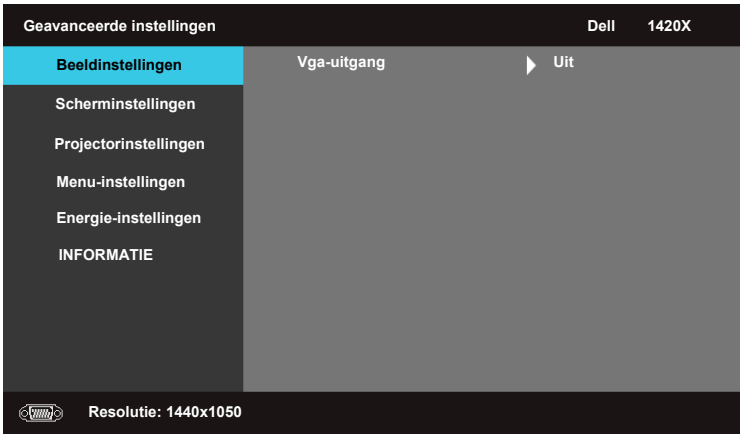 Geavanceerde instellingen Dell 1420X
Beeldinstellingen Vga-uitgang Uit
Scherminstellingen
Projectorinstellingen
Menu-instellingen
Energie-instellingen
INFORMATIE
Resolutie: 1440x1050